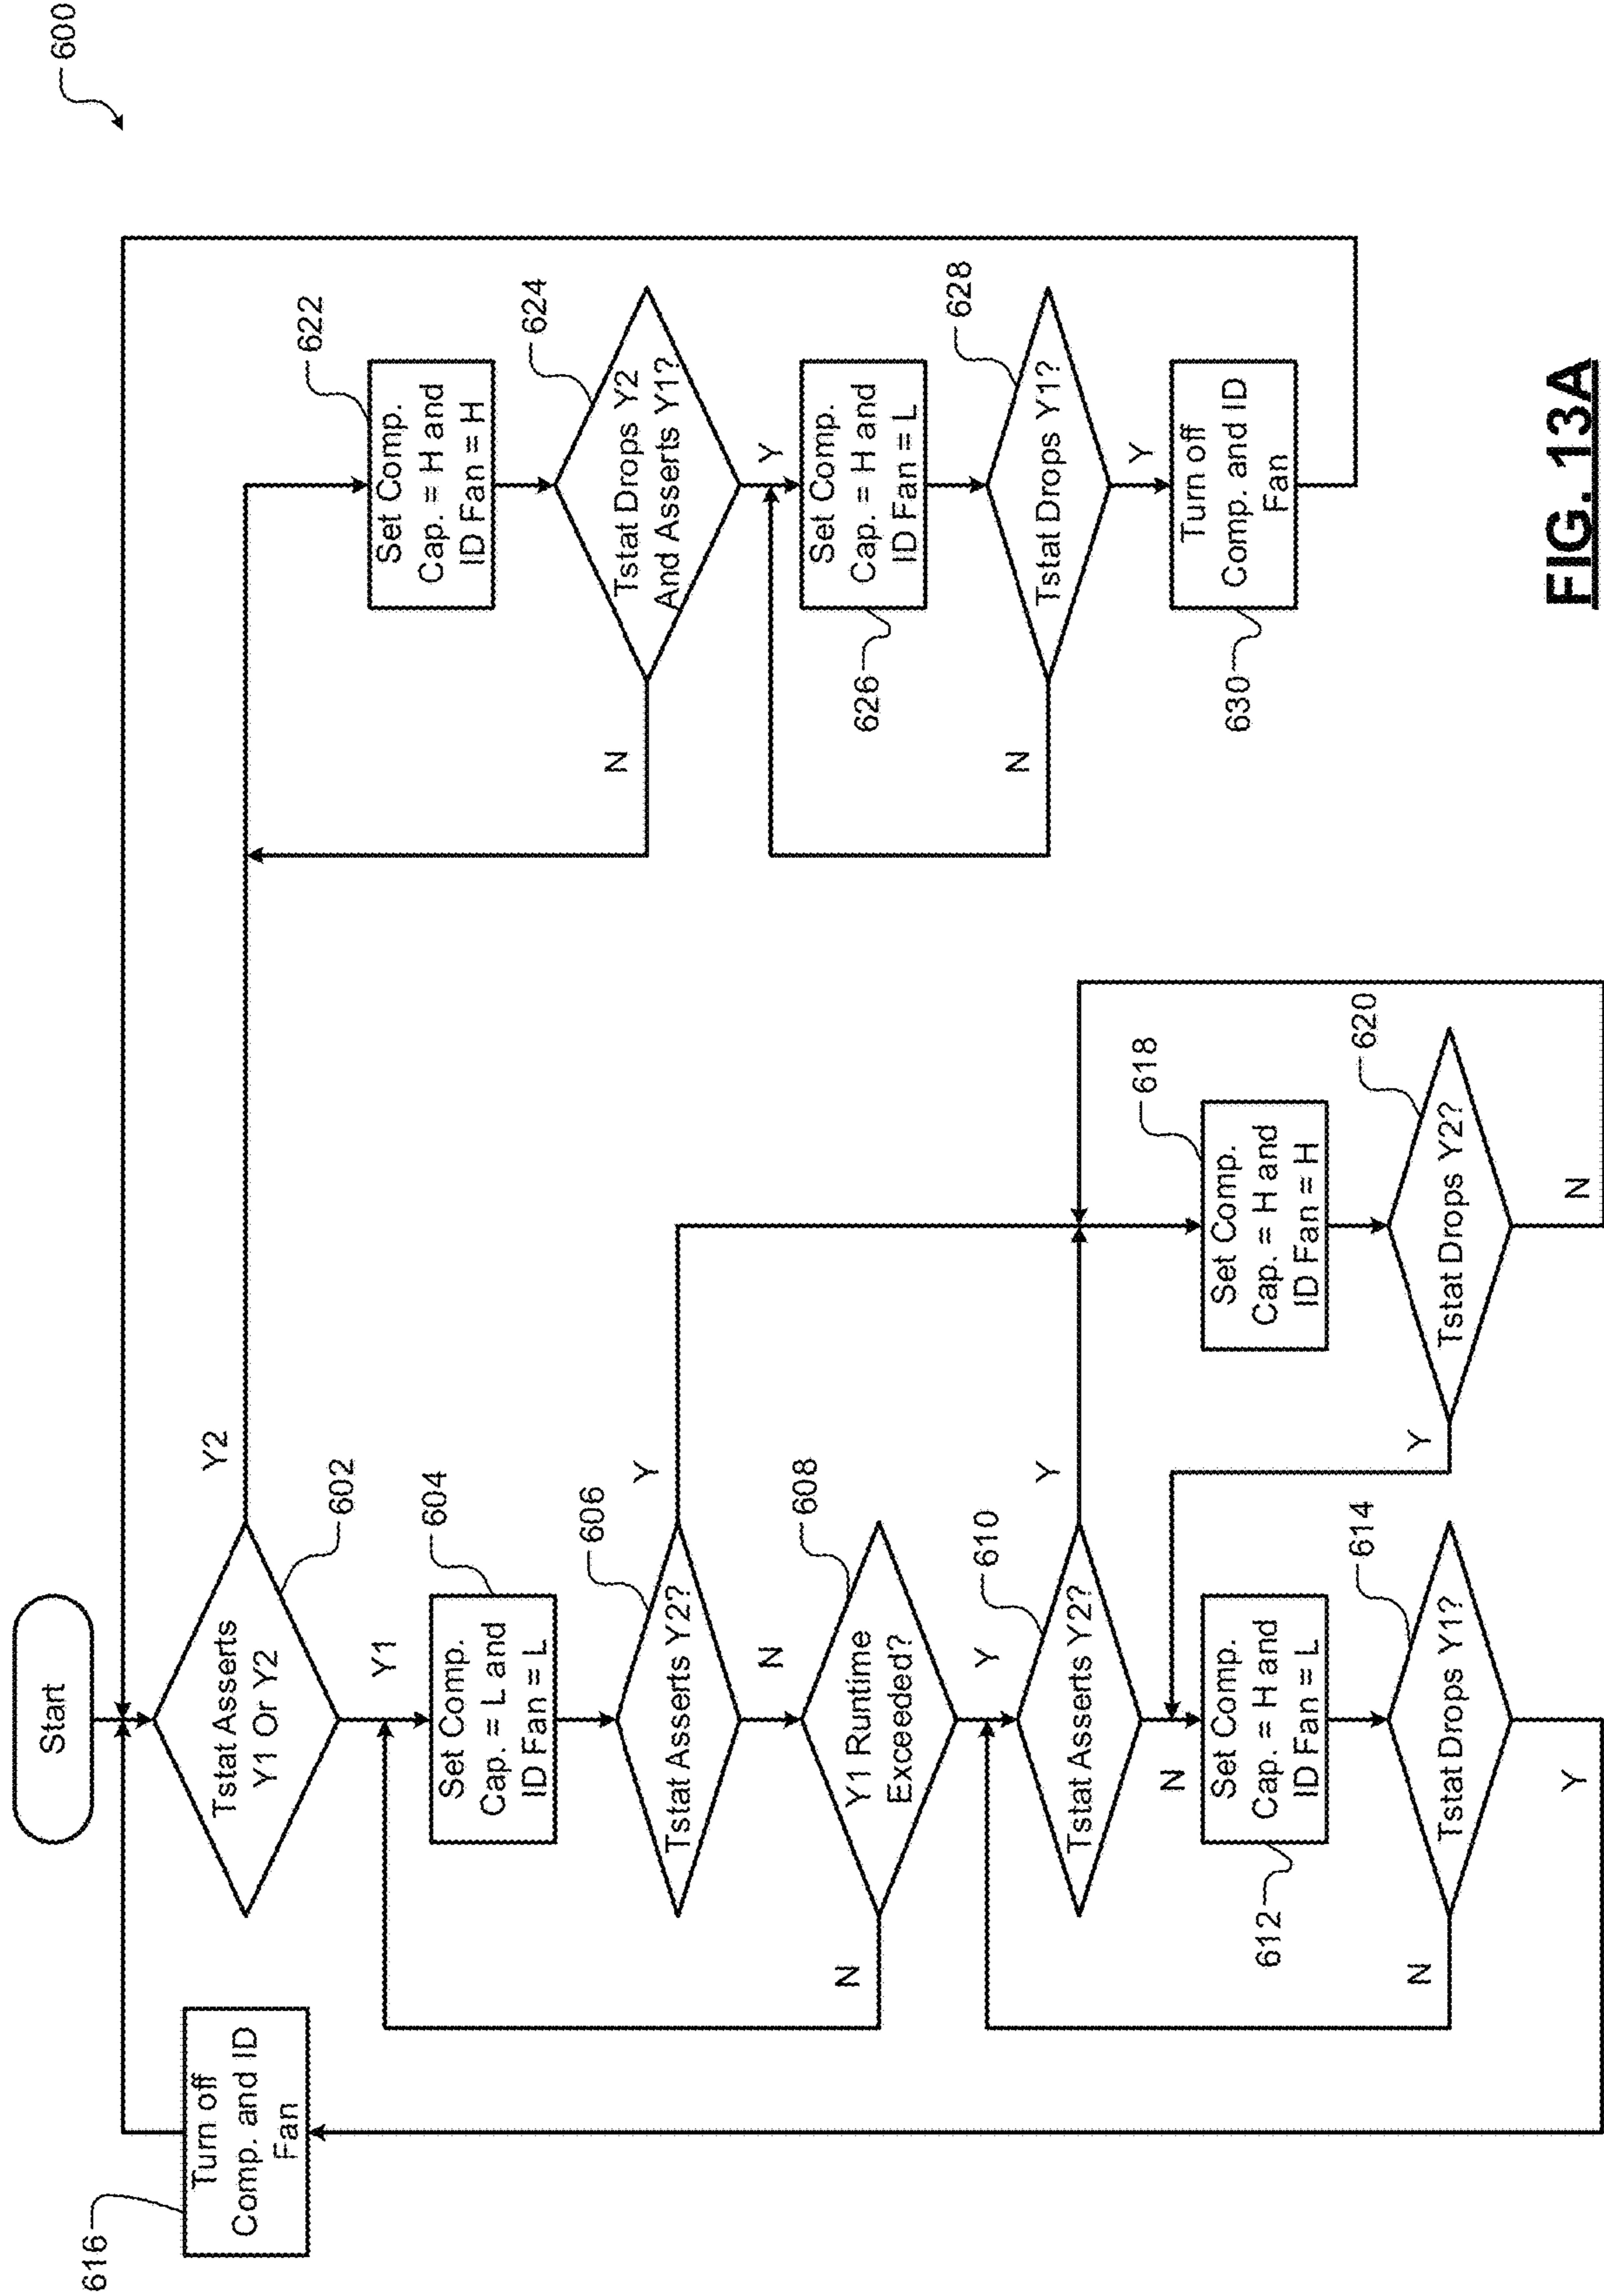 600
Start
616
Turn off
Comp. and ID
Fan
Tstat Asserts
Y1 Or Y2
602
Y2
Y1
Set Comp.
Cap. = L and
ID Fan = L
604
Tstat Asserts Y2?
606
Y
N
Y1 Runtime
Exceeded?
608
N
Y
Tstat Asserts Y2?
610
Y
N
Set Comp.
Cap. = H and
ID Fan = L
612
Tstat Drops Y1?
614
N
Y
Set Comp.
Cap. = H and
ID Fan = H
618
Tstat Drops Y2?
620
Y
N
Set Comp.
Cap. = H and
ID Fan = H
622
Tstat Drops Y2
And Asserts Y1?
624
N
Y
Set Comp.
Cap. = H and
ID Fan = L
626
Tstat Drops Y1?
628
N
Y
Turn off
Comp. and ID
Fan
630
FIG. 13A